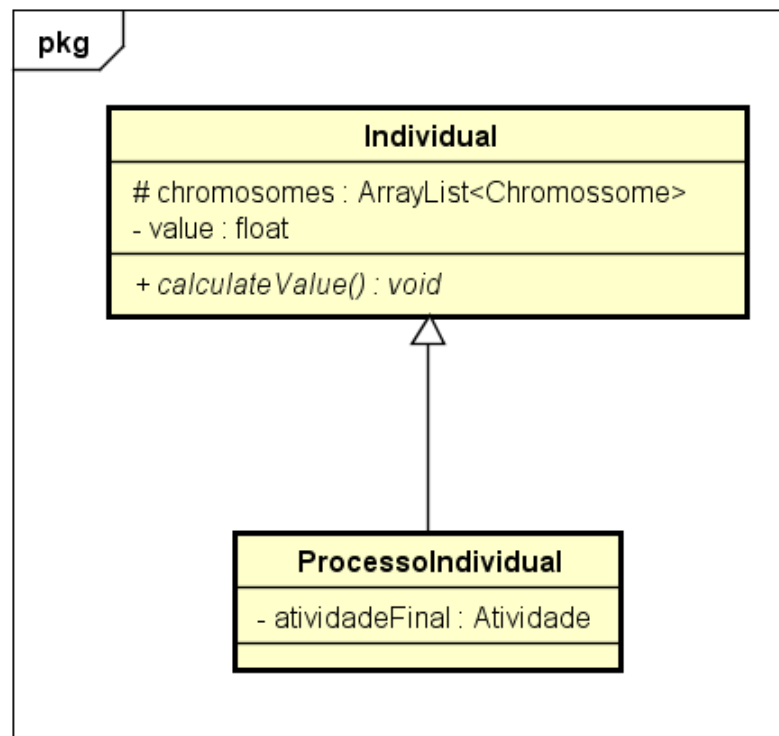 pkg
Individual
# chromosomes : ArrayList<Chromossome>
- value : float
+ calculateValue() : void
ProcessoIndividual
- atividadeFinal : Atividade